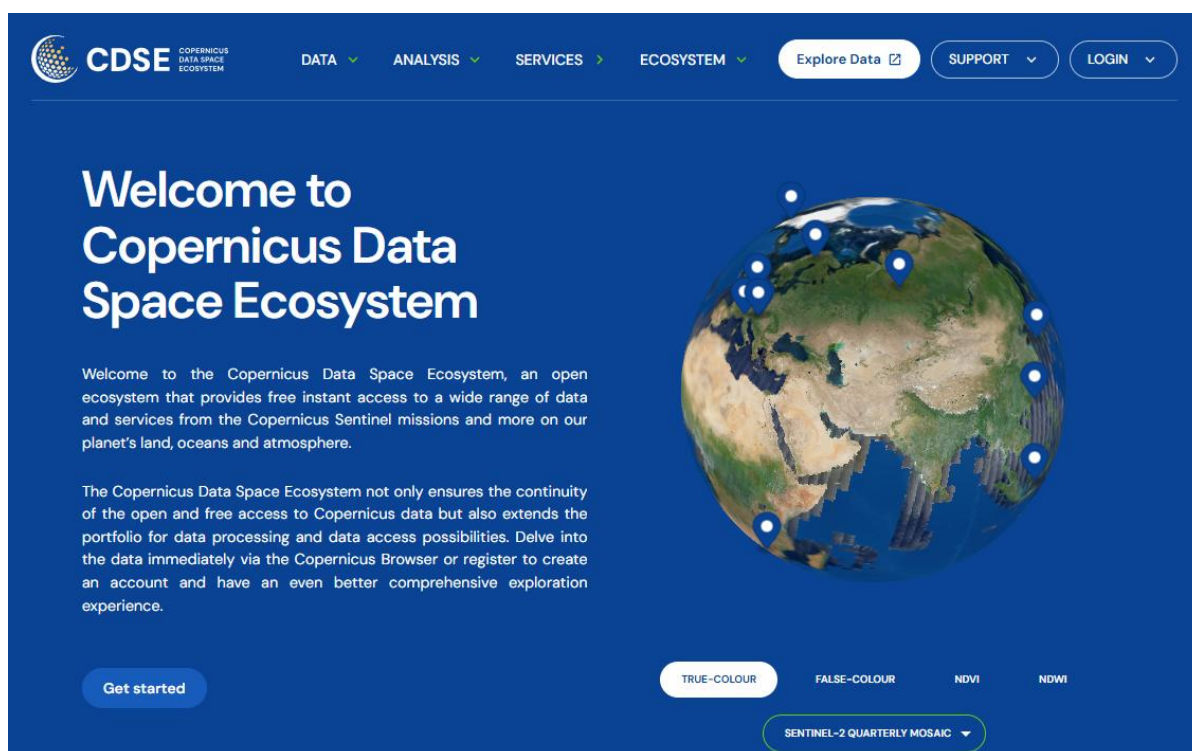 CDSE COPERNICUS DATA SPACE ECOSYSTEM
DATA
ANALYSIS
SERVICES
ECOSYSTEM
Explore Data
SUPPORT
LOGIN
Welcome to
Copernicus Data
Space Ecosystem
Welcome to the Copernicus Data Space Ecosystem, an open
ecosystem that provides free instant access to a wide range of data
and services from the Copernicus Sentinel missions and more on our
planet's land, oceans and atmosphere.
The Copernicus Data Space Ecosystem not only ensures the continuity
of the open and free access to Copernicus data but also extends the
portfolio for data processing and data access possibilities. Delve into
the data immediately via the Copernicus Browser or register to create
an account and have an even better comprehensive exploration
experience.
Get started
TRUE-COLOUR
FALSE-COLOUR
NDVI
NDWI
SENTINEL-2 QUARTERLY MOSAIC